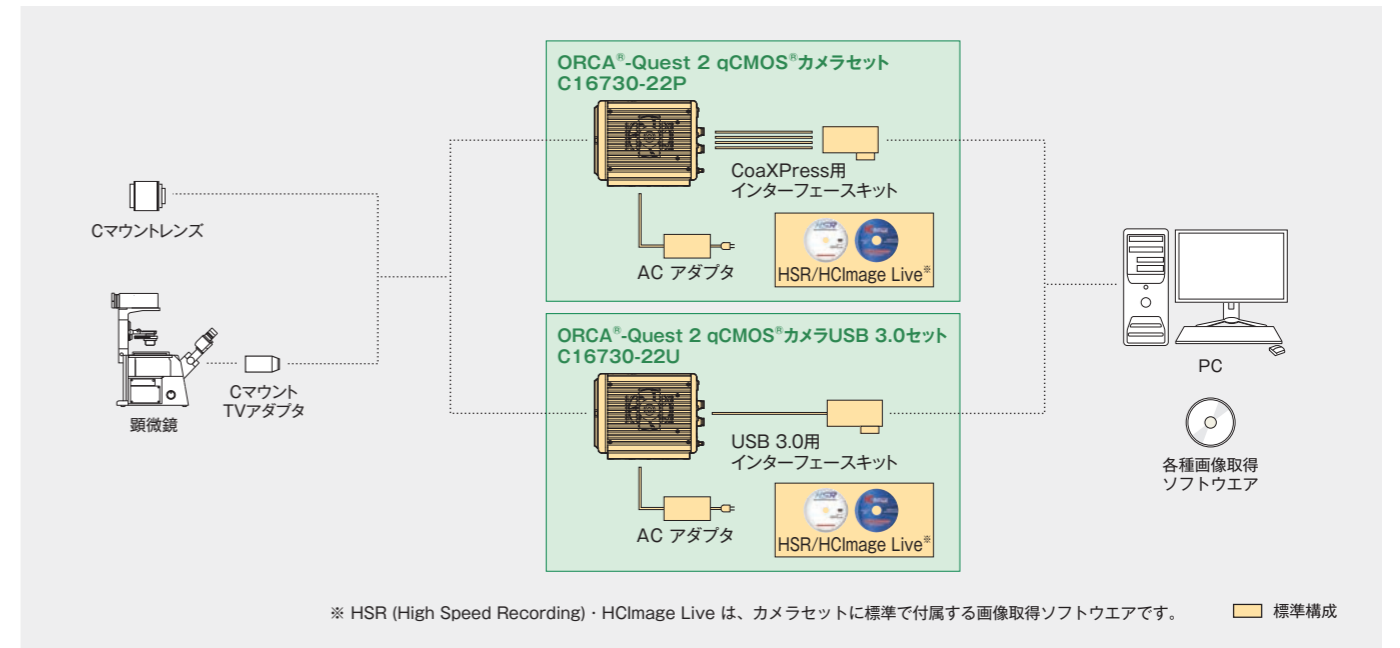 ORCA®-Quest 2 qCMOS®カメラセット
C16730-22P
CoaXPress用
インターフェースキット
AC アダプタ
HSR
HSR/HCImage Live※
Cマウントレンズ
顕微鏡
Cマウント
TVアダプタ
ORCA®-Quest 2 qCMOS®カメラUSB 3.0セット
C16730-22U
USB 3.0用
インターフェースキット
AC アダプタ
HSR
HSR/HCImage Live※
PC
各種画像取得
ソフトウエア
※ HSR (High Speed Recording)・HCImage Live は、カメラセットに標準で付属する画像取得ソフトウエアです。
標準構成